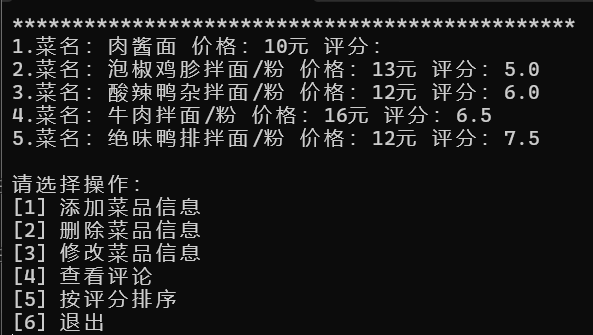 ***********************************************
1.菜名: 肉酱面 价格: 10元 评分:
2.菜名: 泡椒鸡胗拌面/粉 价格: 13元 评分: 5.0
3.菜名: 酸辣鸭杂拌面/粉 价格: 12元 评分: 6.0
4.菜名: 牛肉拌面/粉 价格: 16元 评分: 6.5
5.菜名: 绝味鸭排拌面/粉 价格: 12元 评分: 7.5
请选择操作:
[1] 添加菜品信息
[2] 删除菜品信息
[3] 修改菜品信息
[4] 查看评论
[5] 按评分排序
[6] 退出